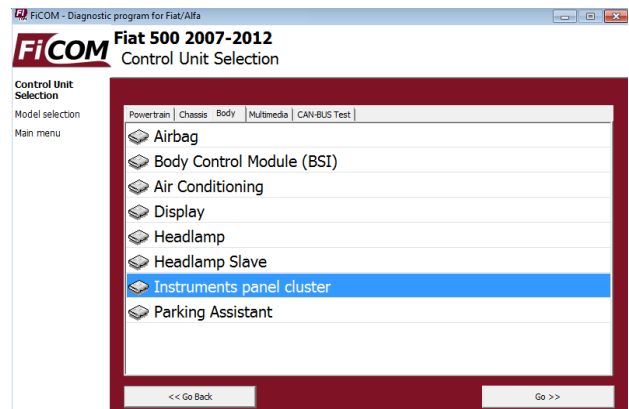 FiCOM - Diagnostic program for Fiat/Alfa
FiCOM
Fiat 500 2007-2012
Control Unit Selection
Control Unit
Selection
Model selection
Main menu
Powertrain Chassis Body Multimedia CAN-BUS Test
Airbag
Body Control Module (BSI)
Air Conditioning
Display
Headlamp
Headlamp Slave
Instruments panel cluster
Parking Assistant
<< Go Back
Go >>